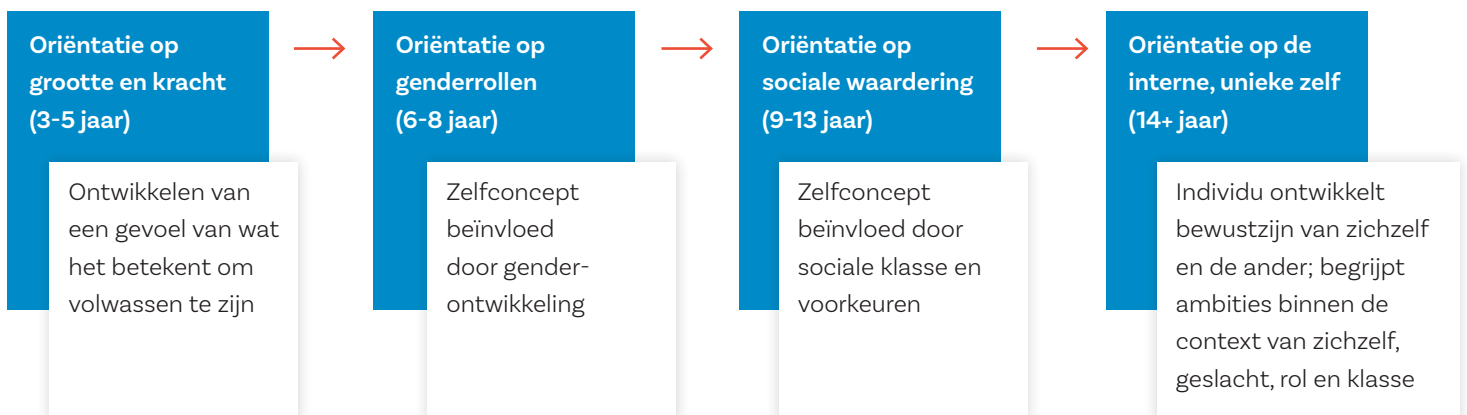 Oriëntatie op
grootte en kracht
(3-5 jaar)
Ontwikkelen van
een gevoel van wat
het betekent om
volwassen te zijn
Oriëntatie op
genderrollen
(6-8 jaar)
Zelfconcept
beïnvloed
door gender-
ontwikkeling
Oriëntatie op
sociale waardering
(9-13 jaar)
Zelfconcept
beïnvloed door
sociale klasse en
voorkeuren
Oriëntatie op de
interne, unieke zelf
(14+ jaar)
Individu ontwikkelt
bewustzijn van zichzelf
en de ander; begrijpt
ambities binnen de
context van zichzelf,
geslacht, rol en klasse